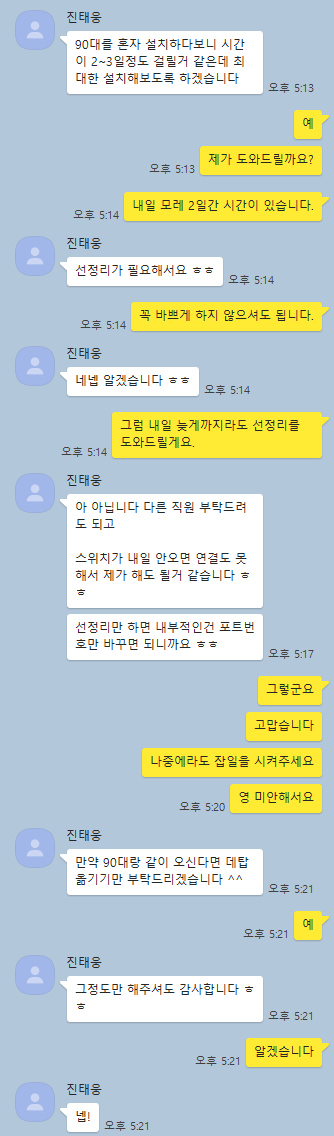 진태웅
90대를 혼자 설치하다보니 시간
이 2~3일정도 걸릴거 같은데 최
대한 설치해보도록 하겠습니다
오후 5:13
예
제가 도와드릴까요?
오후 5:13
내일 모레 2일간 시간이 있습니다.
오후 5:14
진태웅
선정리가 필요해서요 ㅎㅎ
오후 5:14
꼭 바쁘게 하지 않으셔도 됩니다.
오후 5:14
진태웅
네넵 알겠습니다 ㅎㅎ
오후 5:14
그럼 내일 늦게까지라도 선정리를
도와드릴게요.
오후 5:14
진태웅
아 아닙니다 다른 직원 부탁드려
도 되고
스위치가 내일 안오면 연결도 못
해서 제가 해도 될거 같습니다 ㅎ
ㅎ
선정리만 하면 내부적인건 포트번
호만 바꾸면 되니까요 ㅎㅎ
오후 5:17
그렇군요
고맙습니다
나중에라도 잡일을 시켜주세요
영 미안해서요
오후 5:20
진태웅
만약 90대랑 같이 오신다면 데탑
옮기기만 부탁드리겠습니다 ^^
오후 5:21
예
오후 5:21
진태웅
그정도만 해주셔도 감사합니다 ㅎ
ㅎ
오후 5:21
알겠습니다
오후 5:21
진태웅
넵!
오후 5:21